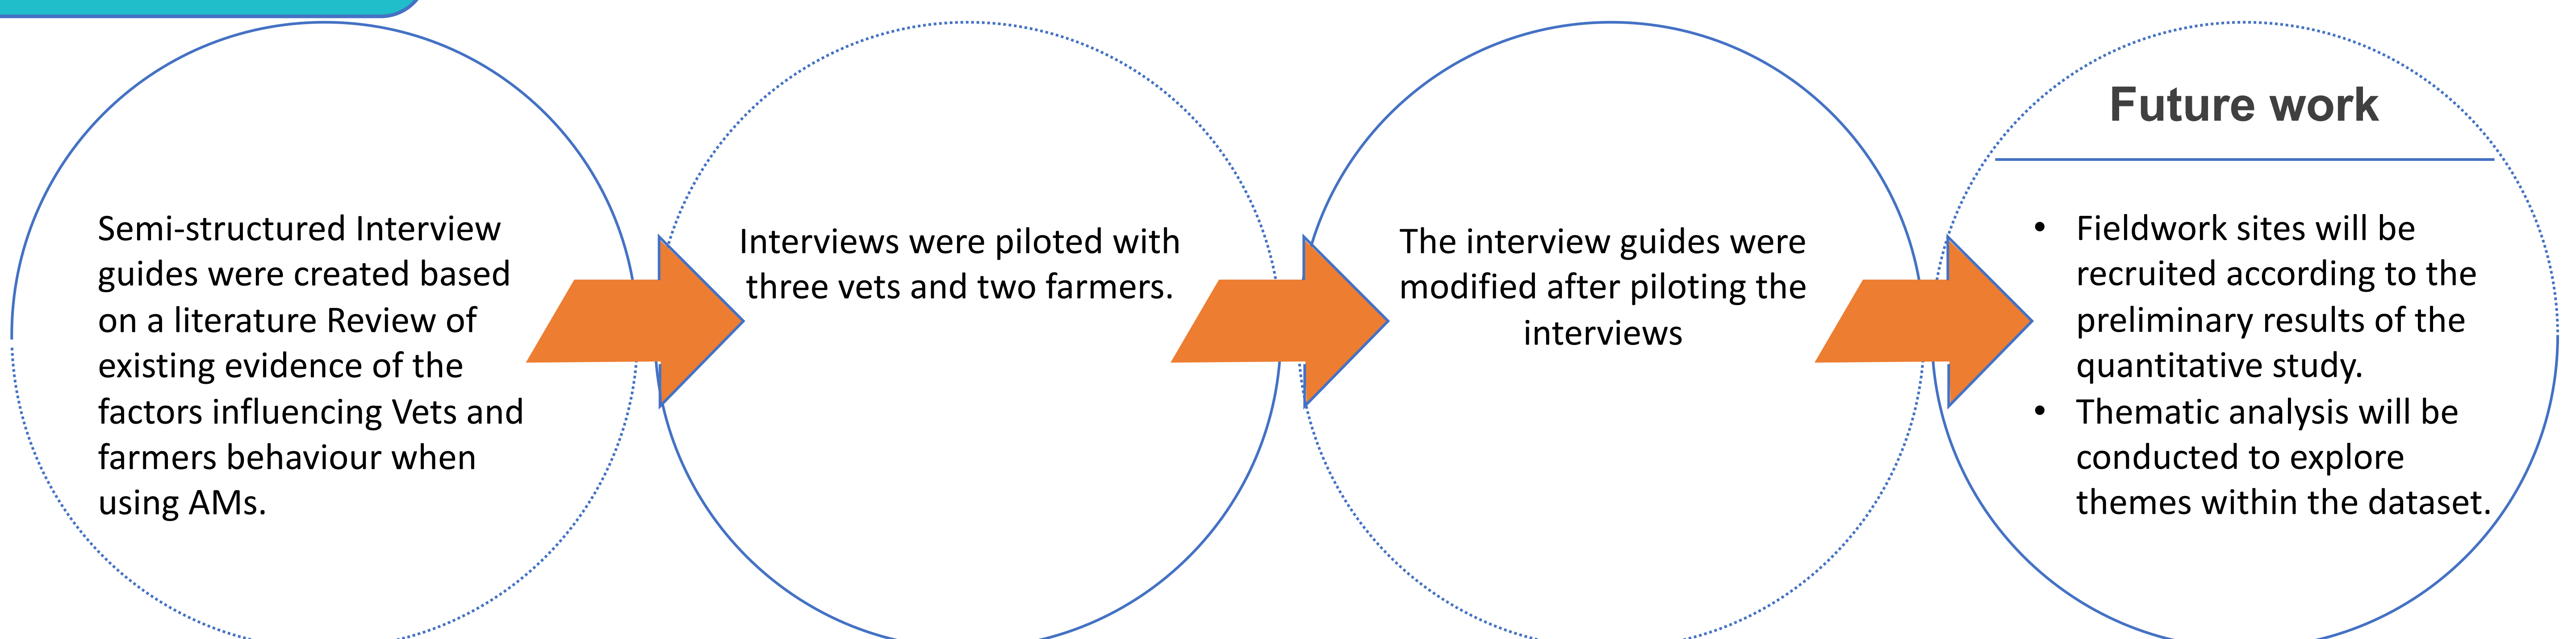 Semi-structured Interview
guides were created based
on a literature Review of
existing evidence of the
factors influencing Vets and
farmers behaviour when
using AMs.
Interviews were piloted with
three vets and two farmers.
The interview guides were
modified after piloting the
interviews
Future work
• Fieldwork sites will be
recruited according to the
preliminary results of the
quantitative study.
• Thematic analysis will be
conducted to explore
themes within the dataset.